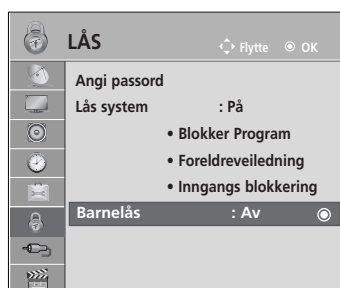 LÅS
Flytte OK
Angi passord
Lås system : På
• Blokker Program
• Foreldreveiledning
• Inngangs blokkering
Barnelås : Av